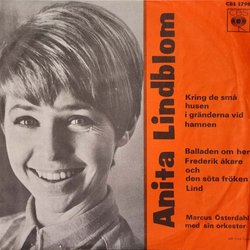 CBS
Anita Lindblom
Kring de små
husen
i gränderna vid
hamnen
Balladen om herr
Frederik åkare
och
den söta fröken
Lind
Marcus Österdahl
med sin orkester